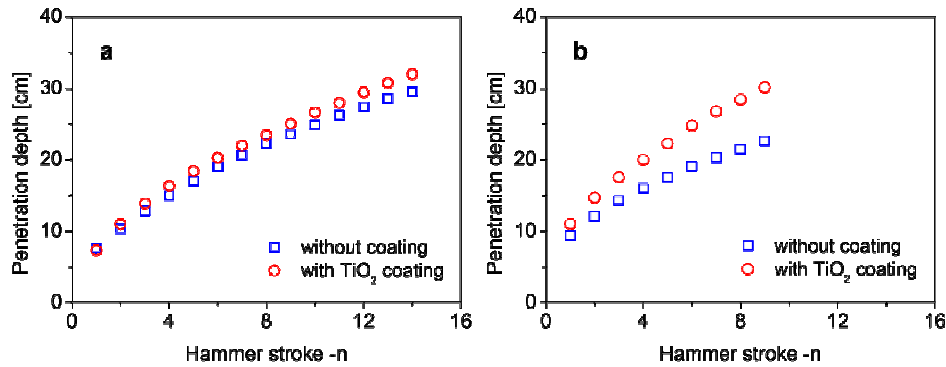 a
Penetration depth [cm]
40
30
20
10
0
0 4 8 12 16
Hammer stroke -n
without coating
with TiO₂ coating
b
Penetration depth [cm]
40
30
20
10
0
0 4 8 12 16
Hammer stroke -n
without coating
with TiO₂ coating